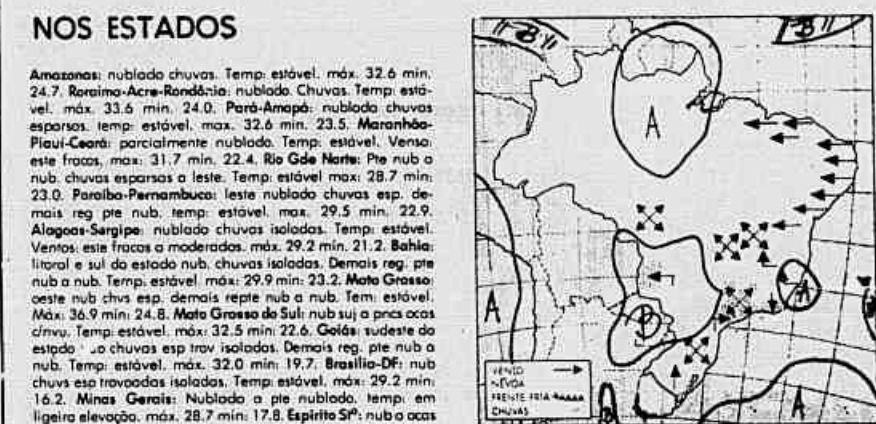 NOS ESTADOS
Amazonas: nublado chuvas. Temp: estável. máx. 32.6 min.
24.7. Roraima-Acre-Rondônia: nublado. Chuvas. Temp: está-
vel. máx. 33.6 min. 24.0. Pará-Amapá: nublado chuvas
esparsas. temp: estável. max. 32.6 min. 23.5. Maranhão-
Piauí-Ceará: parcialmente nublado. Temp: estável. Venso:
este fracos, max: 31.7 min. 22.4. Rio Gde Norte: Pte nub a
nub. chuvas esparsas a leste. Temp: estável max: 28.7 min:
23.0. Paraíba-Pernambuco: leste nublado chuvas esp. de-
mais reg pte nub. temp: estável. max. 29.5 min. 22.9.
Alagoas-Sergipe: nublado chuvas isoladas. Temp: estável.
Ventos: este fracos a moderados. máx. 29.2 min. 21.2. Bahia:
litoral e sul do estado nub. chuvas isoladas. Demais reg. pte
nub a nub. Temp: estável. máx: 29.9 min: 23.2. Mato Grosso:
oeste nub chvs esp. demais repte nub a nub. Tem: estável.
Máx: 36.9 min: 24.8. Mato Grosso do Sul: nub suj a pncs ocas
c/nvu. Temp: estável. máx: 32.5 min: 22.6. Goiás: sudeste do
estado chuvas esp trov isoladas. Demais reg. pte nub a
nub. Temp: estável. máx. 32.0 min: 19.7. Brasília-DF: nub
chuvs esp trovoadas isoladas. Temp: estável. máx: 29.2 min:
16.2. Minas Gerais: Nublado a pte nublado. temp: em
ligeira elevação. máx. 28.7 min: 17.8. Espírito Stº: nub a ocas
B
B
A
A
A
B
A
VENTO
NÉVOA
FRENTE FRIA
CHUVAS